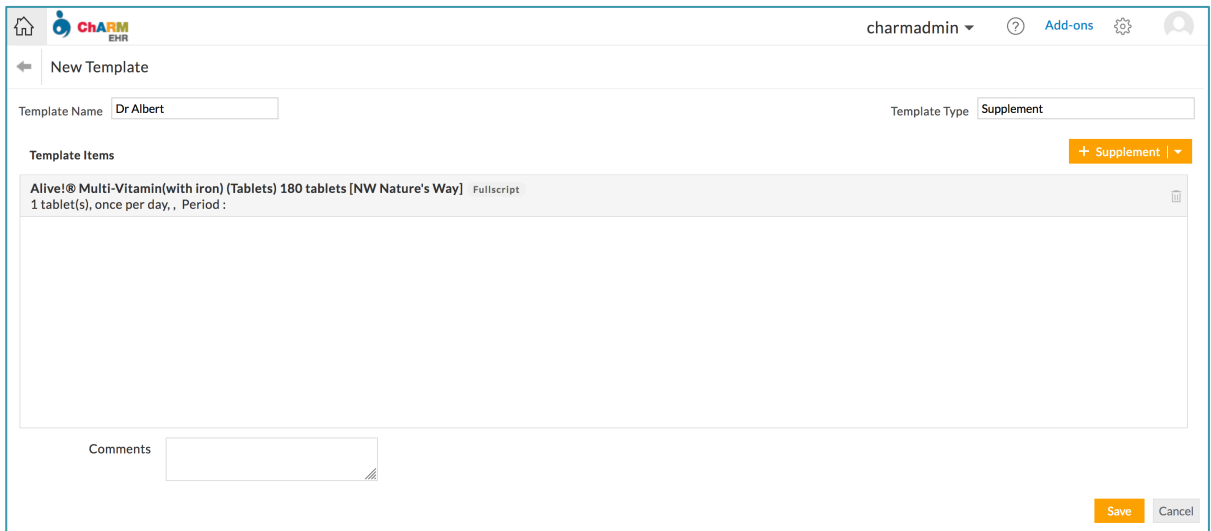 ChARM
EHR
charmadmin
?
Add-ons
New Template
Template Name
Dr Albert
Template Type
Supplement
Template Items
+ Supplement
Alive!® Multi-Vitamin(with iron) (Tablets) 180 tablets [NW Nature's Way] Fullscript
1 tablet(s), once per day, , Period :
Comments
Save
Cancel